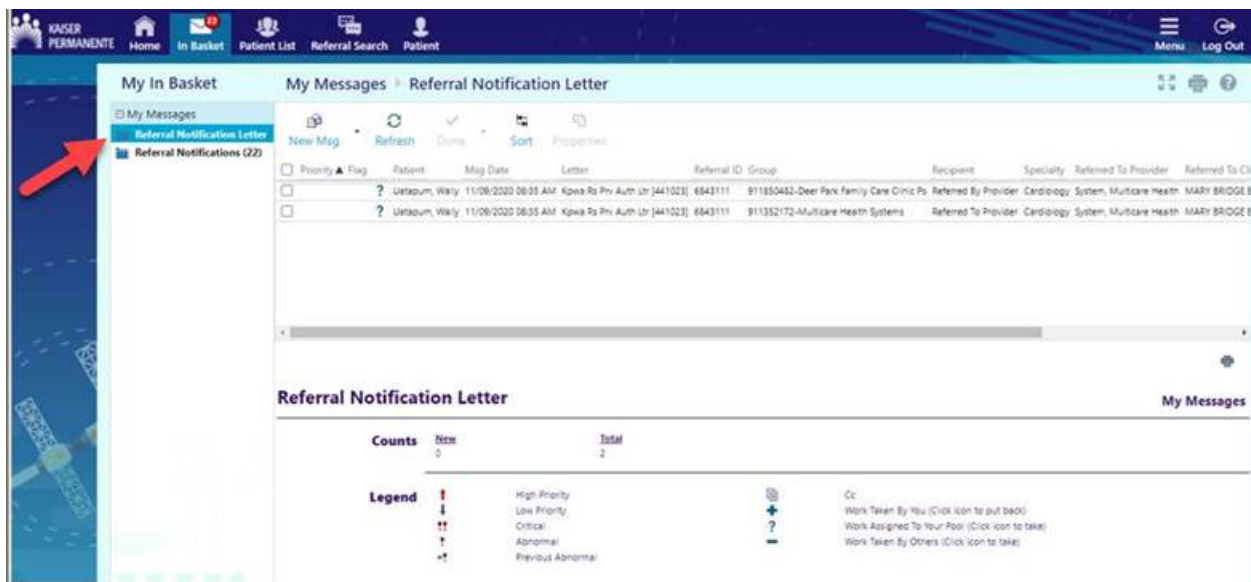 KAISER PERMANENTE
23
Home In Basket Patient List Referral Search Patient Menu Log Out
My In Basket
My Messages Referral Notification Letter
My Messages
Referral Notification Letter
Referral Notifications (22)
New Msg Refresh Done Sort Properties
Priority Flag Patient Msg Date Letter Referral ID Group Recipient Specialty Referred To Provider Referred To Cl
? Uatapum, Wally 11/09/2020 08:35 AM Kpwa Rs Prv Auth Ltr [441023] 6843111 911850482-Deer Park Family Care Clinic Ps Referred By Provider Cardiology System, Multicare Health MARY BRIDGE
? Uatapum, Wally 11/09/2020 08:35 AM Kpwa Rs Prv Auth Ltr [441023] 6843111 911352172-Multicare Health Systems Referred To Provider Cardiology System, Multicare Health MARY BRIDGE
Referral Notification Letter My Messages
Counts New Total
0 2
Legend High Priority Cc
Low Priority Work Taken By You (Click icon to put back)
Critical ? Work Assigned To Your Pool (Click icon to take)
Abnormal Work Taken By Others (Click icon to take)
Previous Abnormal